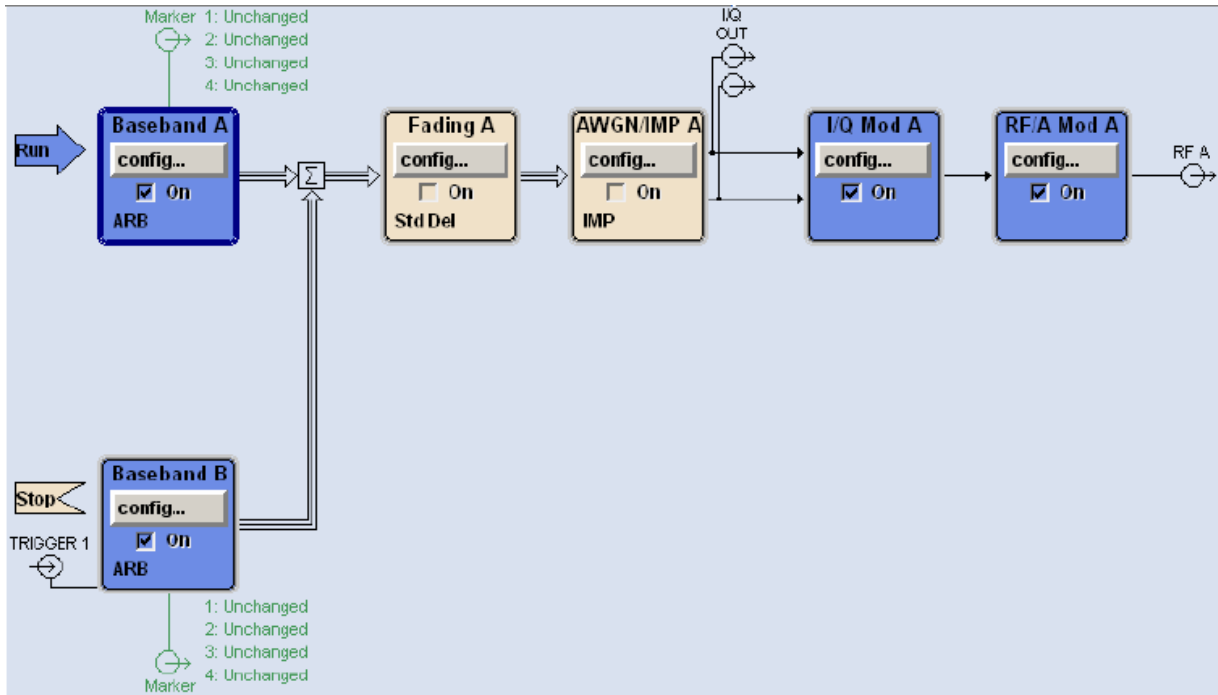 Marker 1: Unchanged
2: Unchanged
3: Unchanged
4: Unchanged
I/Q
OUT
Run
Baseband A
config...
On
ARB
Σ
Fading A
config...
On
Std Del
AWGN/IMP A
config...
On
IMP
I/Q Mod A
config...
On
RF/A Mod A
config...
On
RF A
Stop
TRIGGER 1
Baseband B
config...
On
ARB
1: Unchanged
2: Unchanged
3: Unchanged
4: Unchanged
Marker